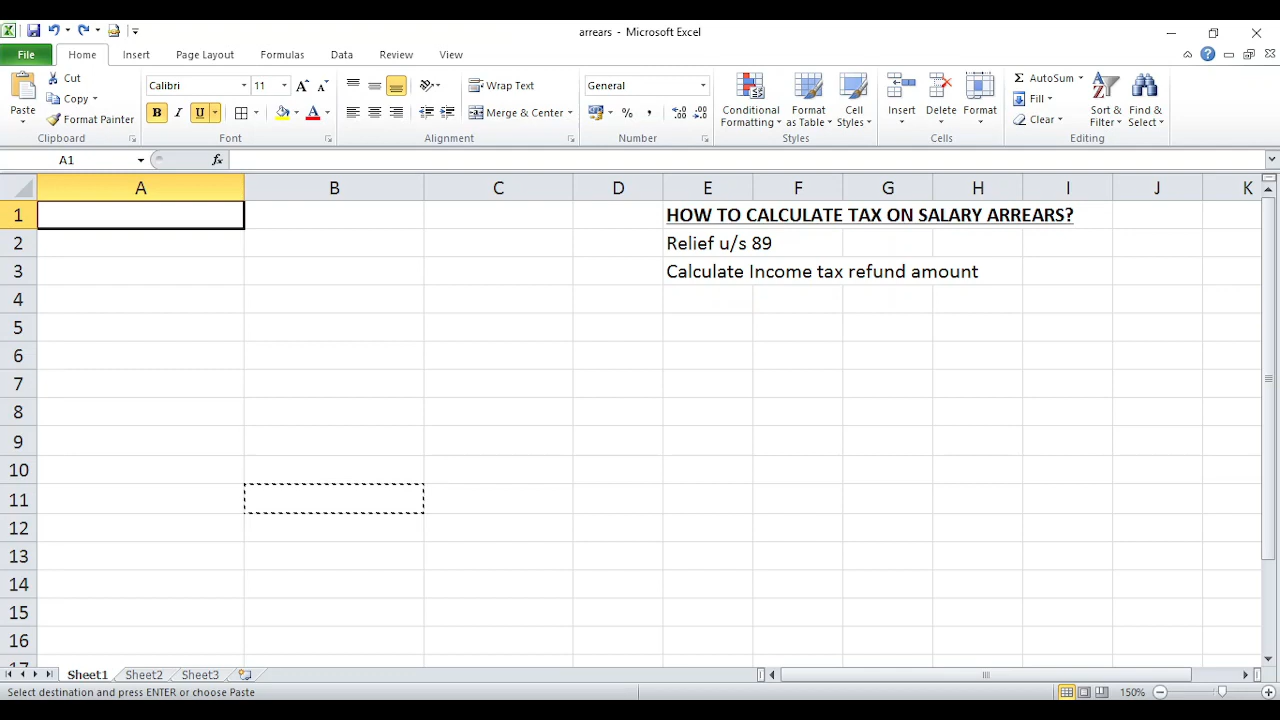 arrears - Microsoft Excel
File Home Insert Page Layout Formulas Data Review View
Paste
Cut
Copy
Format Painter
Clipboard
Calibri 11
B I U
Font
Wrap Text
Merge & Center
Alignment
General
% ,
Number
Conditional Formatting
Format as Table
Cell Styles
Styles
Insert
Delete
Format
Cells
Σ AutoSum
Fill
Clear
Sort & Filter
Find & Select
Editing
A1 fx
A B C D E F G H I J K
1 HOW TO CALCULATE TAX ON SALARY ARREARS?
2 Relief u/s 89
3 Calculate Income tax refund amount
4
5
6
7
8
9
10
11
12
13
14
15
16
Sheet1 Sheet2 Sheet3
Select destination and press ENTER or choose Paste 150%